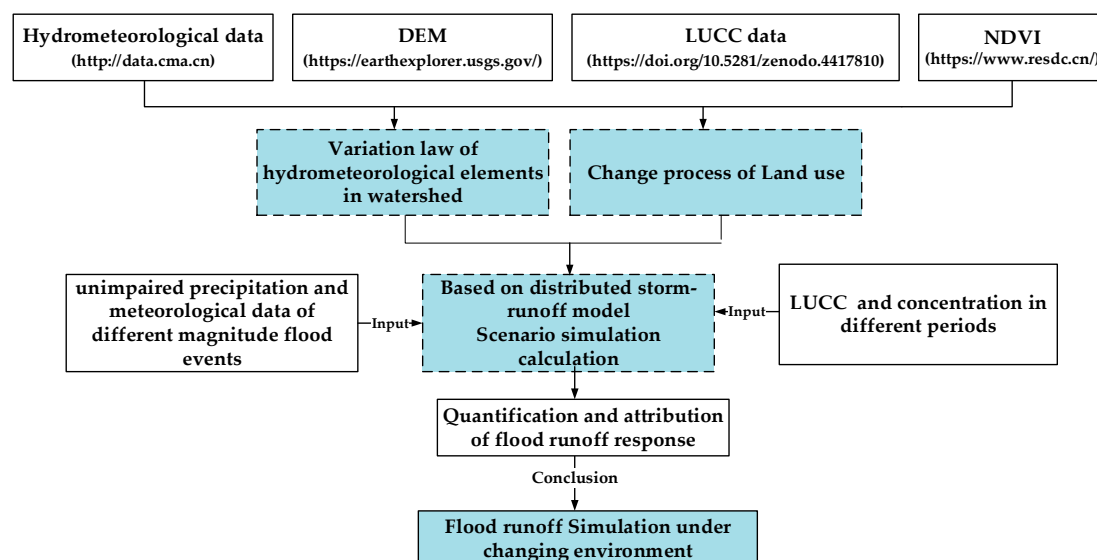 Hydrometeorological data
(http://data.cma.cn)
DEM
(https://earthexplorer.usgs.gov/)
LUCC data
(https://doi.org/10.5281/zenodo.4417810)
NDVI
(https://www.resdc.cn/)
Variation law of
hydrometeorological elements
in watershed
Change process of Land use
unimpaired precipitation and
meteorological data of
different magnitude flood
events
Input
Based on distributed storm-
runoff model
Scenario simulation
calculation
Input
LUCC and concentration in
different periods
Quantification and attribution
of flood runoff response
Conclusion
Flood runoff Simulation under
changing environment